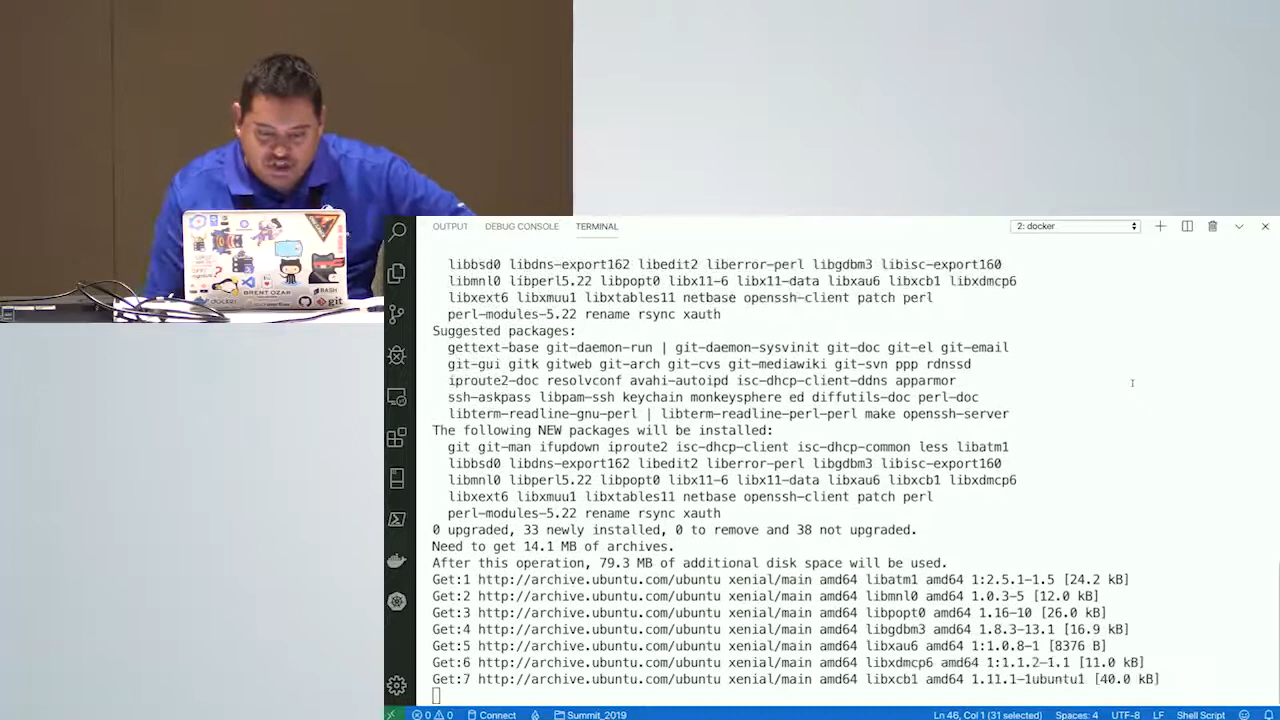 OUTPUT DEBUG CONSOLE TERMINAL 2: docker
libbsd0 libdns-export162 libedit2 liberror-perl libgdbm3 libisc-export160
libmnl0 libperl5.22 libpopt0 libx11-6 libx11-data libxau6 libxcb1 libxdmcp6
libxext6 libxmuu1 libxtables11 netbase openssh-client patch perl
perl-modules-5.22 rename rsync xauth
Suggested packages:
gettext-base git-daemon-run | git-daemon-sysvinit git-doc git-el git-email
git-gui gitk gitweb git-arch git-cvs git-mediawiki git-svn ppp rdnssd
iproute2-doc resolvconf avahi-autoipd isc-dhcp-client-ddns apparmor
ssh-askpass libpam-ssh keychain monkeysphere ed diffutils-doc perl-doc
libterm-readline-gnu-perl | libterm-readline-perl-perl make openssh-server
The following NEW packages will be installed:
git git-man ifupdown iproute2 isc-dhcp-client isc-dhcp-common less libatm1
libbsd0 libdns-export162 libedit2 liberror-perl libgdbm3 libisc-export160
libmnl0 libperl5.22 libpopt0 libx11-6 libx11-data libxau6 libxcb1 libxdmcp6
libxext6 libxmuu1 libxtables11 netbase openssh-client patch perl
perl-modules-5.22 rename rsync xauth
0 upgraded, 33 newly installed, 0 to remove and 38 not upgraded.
Need to get 14.1 MB of archives.
After this operation, 79.3 MB of additional disk space will be used.
Get:1 http://archive.ubuntu.com/ubuntu xenial/main amd64 libatm1 amd64 1:2.5.1-1.5 [24.2 kB]
Get:2 http://archive.ubuntu.com/ubuntu xenial/main amd64 libmnl0 amd64 1.0.3-5 [12.0 kB]
Get:3 http://archive.ubuntu.com/ubuntu xenial/main amd64 libpopt0 amd64 1.16-10 [26.0 kB]
Get:4 http://archive.ubuntu.com/ubuntu xenial/main amd64 libgdbm3 amd64 1.8.3-13.1 [16.9 kB]
Get:5 http://archive.ubuntu.com/ubuntu xenial/main amd64 libxau6 amd64 1:1.0.8-1 [8376 B]
Get:6 http://archive.ubuntu.com/ubuntu xenial/main amd64 libxdmcp6 amd64 1:1.1.2-1.1 [11.0 kB]
Get:7 http://archive.ubuntu.com/ubuntu xenial/main amd64 libxcb1 amd64 1.11.1-1ubuntu1 [40.0 kB]
0 0 Connect Summit_2019 Ln 46, Col 1 (31 selected) Spaces: 4 UTF-8 LF Shell Script
BRENT OZAR
BASH
docker
git